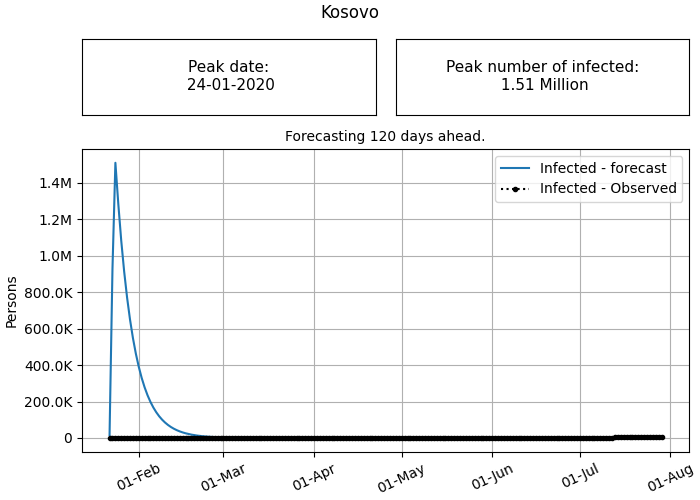 Kosovo
Peak date:
24-01-2020
Peak number of infected:
1.51 Million
Forecasting 120 days ahead.
Infected - forecast
Infected - Observed
Persons
1.4M
1.2M
1.0M
800.0K
600.0K
400.0K
200.0K
0
01-Feb
01-Mar
01-Apr
01-May
01-Jun
01-Jul
01-Aug